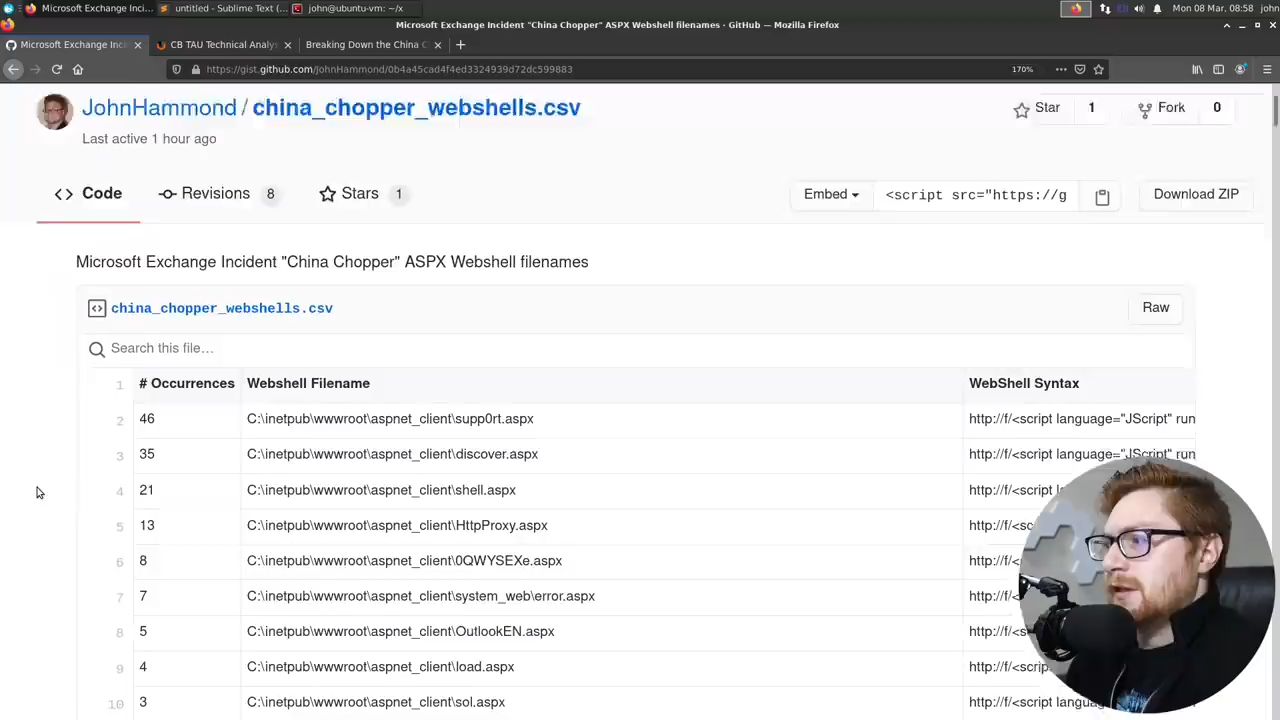 Microsoft Exchange Inc
untitled - Sublime Text (...
john@ubuntu-vm: ~/x
EN
Mon 08 Mar, 08:58
john
Microsoft Exchange Incident "China Chopper" ASPX Webshell filenames · GitHub — Mozilla Firefox
Microsoft Exchange Inci
CB TAU Technical Analys
Breaking Down the China C
https://gist.github.com/JohnHammond/0b4a45cad4f4ed3324939d72dc599883
170%
JohnHammond / china_chopper_webshells.csv
Star 1
Fork 0
Last active 1 hour ago
Code
Revisions 8
Stars 1
Embed
<script src="https://g
Download ZIP
Microsoft Exchange Incident "China Chopper" ASPX Webshell filenames
china_chopper_webshells.csv
Raw
Search this file…
1 # Occurrences Webshell Filename WebShell Syntax
2 46 C:\inetpub\wwwroot\aspnet_client\supp0rt.aspx http://f/<script language="JScript" run
3 35 C:\inetpub\wwwroot\aspnet_client\discover.aspx http://f/<script language="JScript" run
4 21 C:\inetpub\wwwroot\aspnet_client\shell.aspx http://f/<script l
5 13 C:\inetpub\wwwroot\aspnet_client\HttpProxy.aspx http://f/<scr
6 8 C:\inetpub\wwwroot\aspnet_client\0QWYSEXe.aspx http://f/<s
7 7 C:\inetpub\wwwroot\aspnet_client\system_web\error.aspx http://f/<
8 5 C:\inetpub\wwwroot\aspnet_client\OutlookEN.aspx http://f/<s
9 4 C:\inetpub\wwwroot\aspnet_client\load.aspx http://f/<scrip
10 3 C:\inetpub\wwwroot\aspnet_client\sol.aspx http://f/<script languag